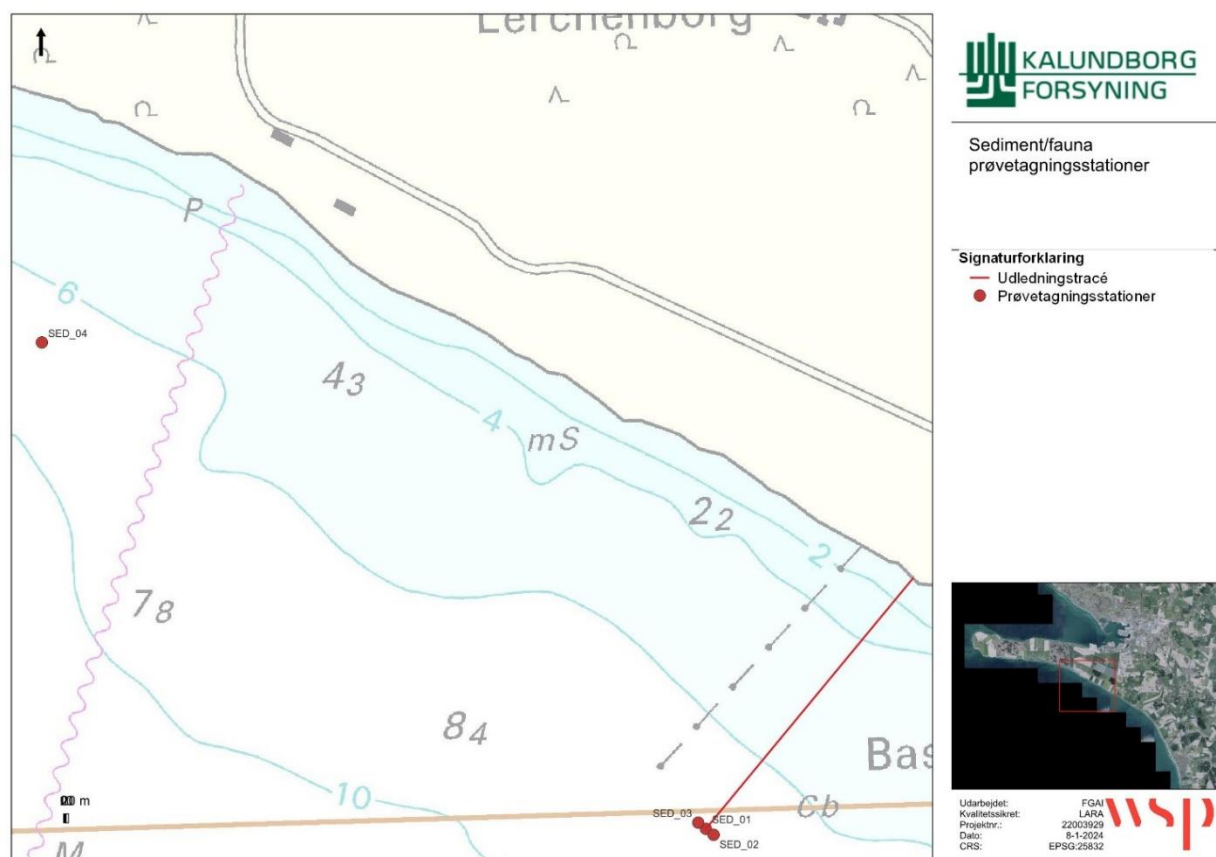 Lerchenborg
P
6
SED_04
4₃
4
mS
2₂
2
7₈
8₄
10
Bas
Cb
m
M
SED_03
SED_01
SED_02
KALUNDBORG
FORSYNING
Sediment/fauna
prøvetagningsstationer
Signaturforklaring
Udledningstracé
Prøvetagningsstationer
Udarbejdet: FGAI
Kvalitetssikret: LARA
Projektnr.: 22003929
Dato: 8-1-2024
CRS: EPSG:25832
wsp